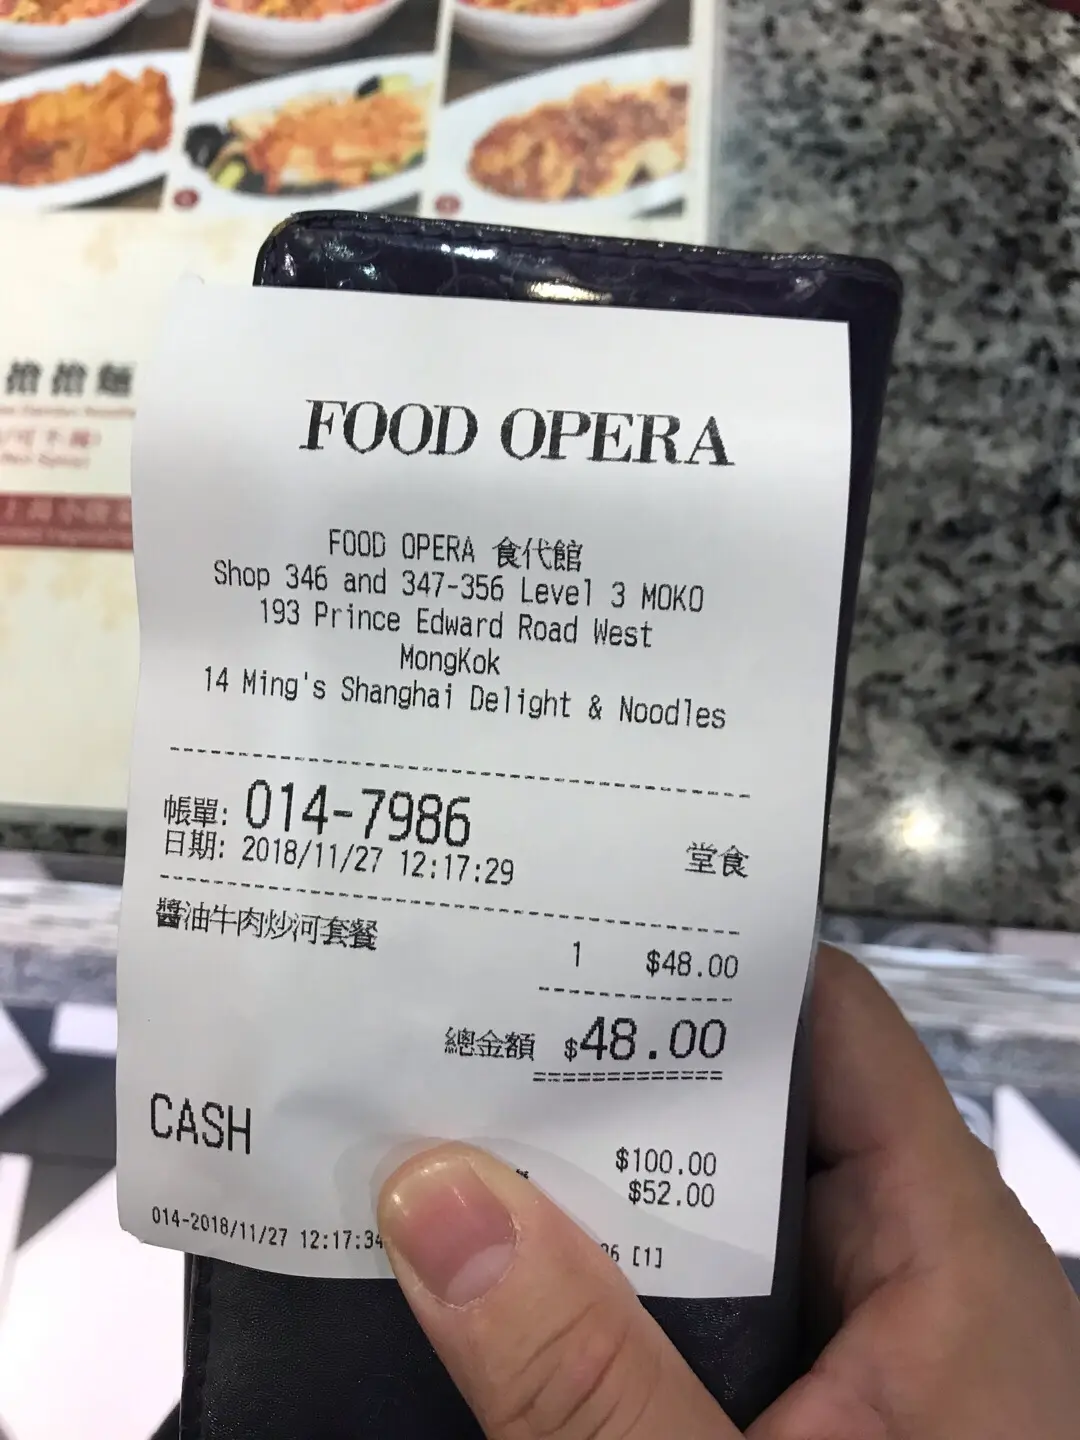 擔擔麵
FOOD OPERA
FOOD OPERA 食代館
Shop 346 and 347-356 Level 3 MOKO
193 Prince Edward Road West
MongKok
14 Ming's Shanghai Delight & Noodles
帳單: 014-7986
日期: 2018/11/27 12:17:29 堂食
醬油牛肉炒河套餐 1 $48.00
總金額 $48.00
CASH $100.00
$52.00
014-2018/11/27 12:17:34 [1]